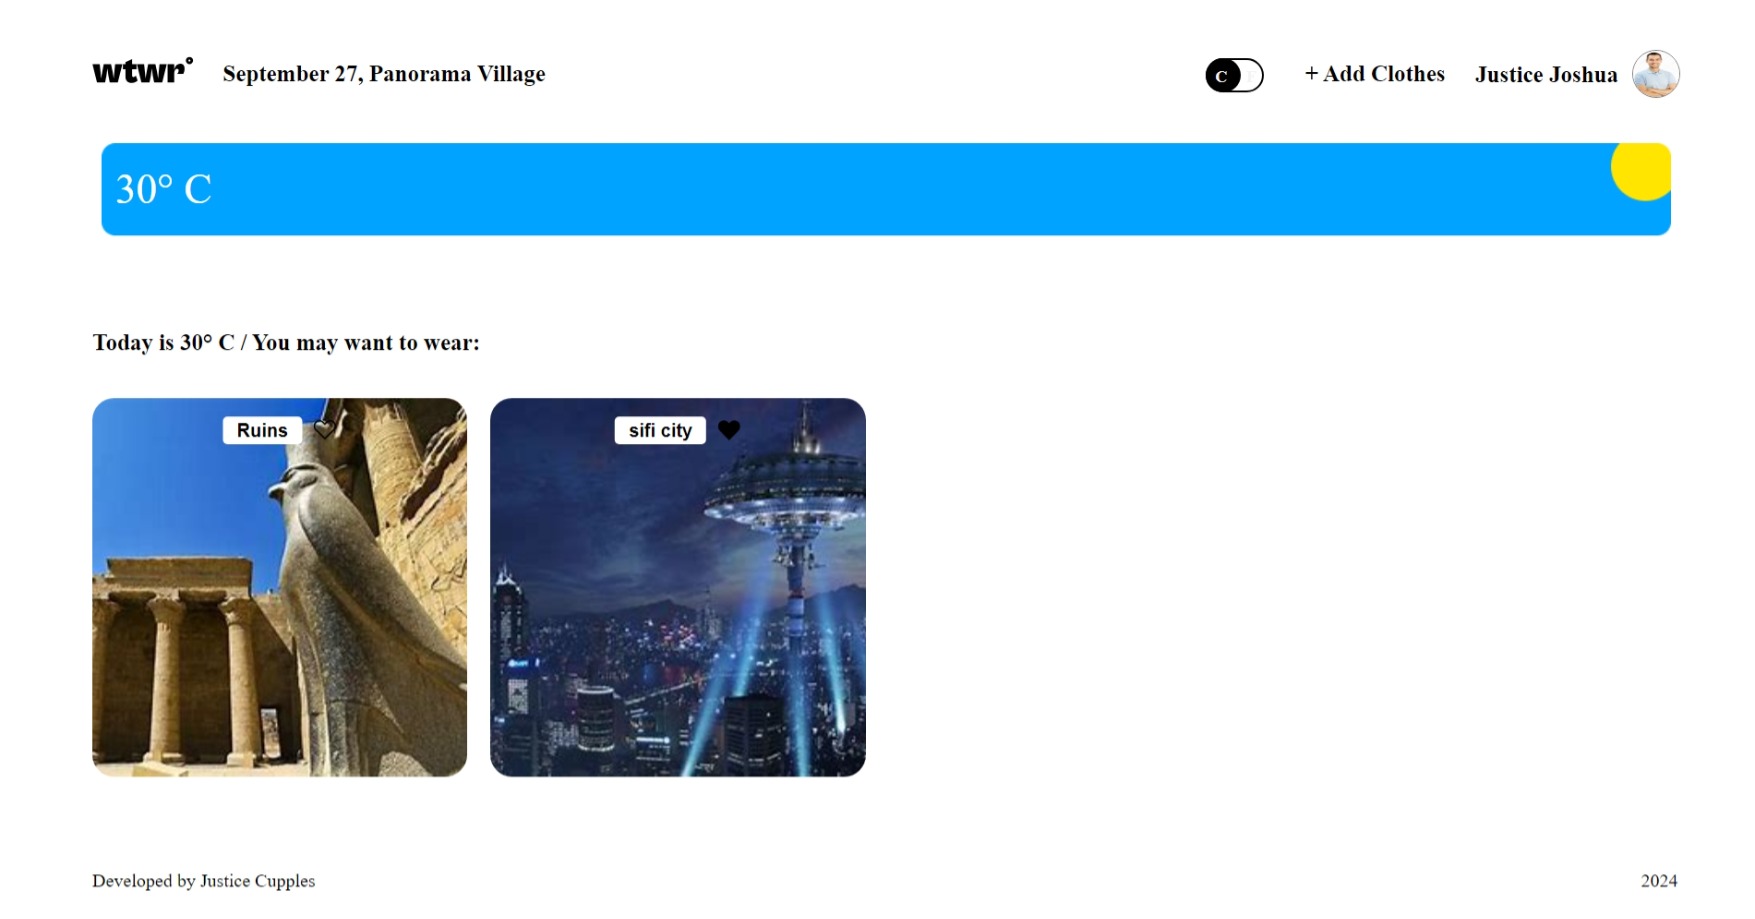 wtwr°
September 27, Panorama Village
C
+ Add Clothes
Justice Joshua
30° C
Today is 30° C / You may want to wear:
Ruins
sifi city
Developed by Justice Cupples
2024